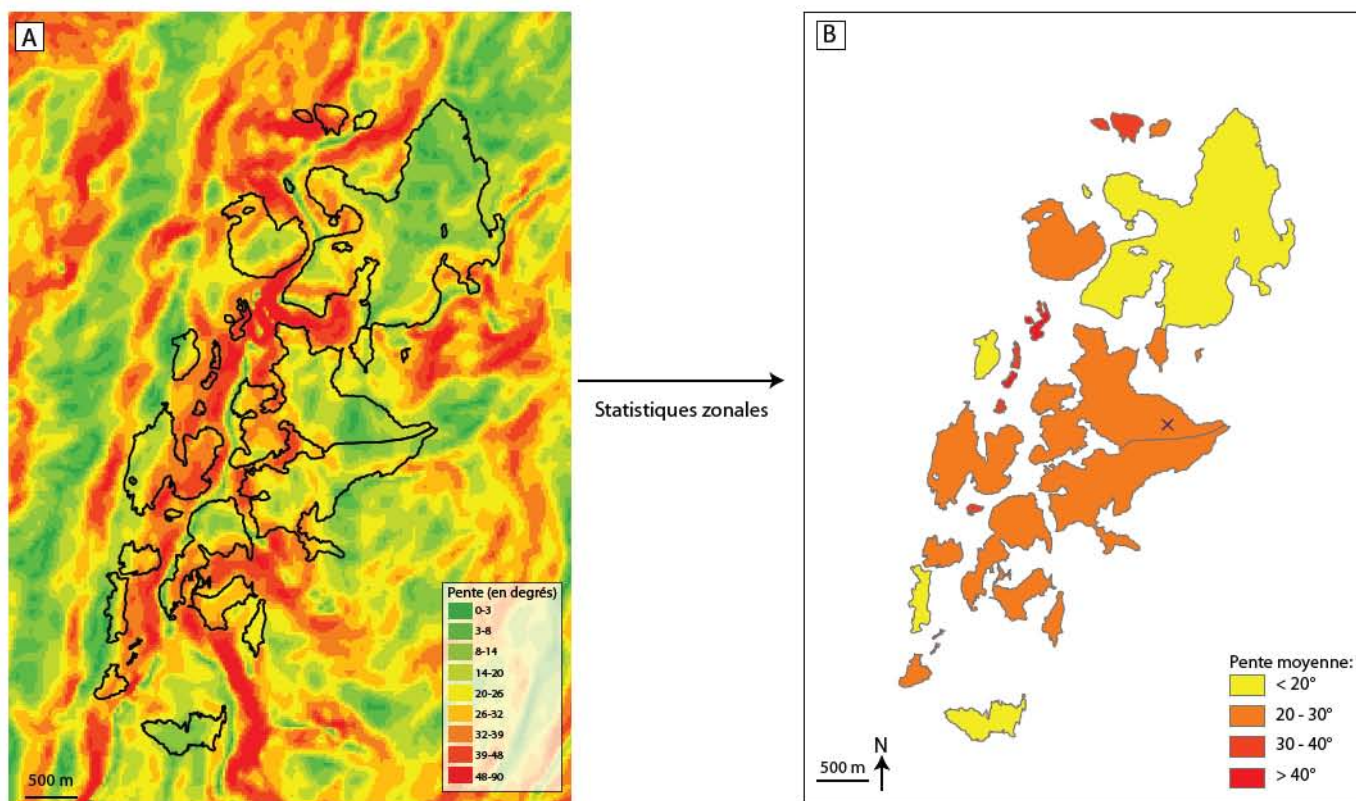 A
Pente (en degrés)
0-3
3-8
8-14
14-20
20-26
26-32
32-39
39-48
48-90
500 m
Statistiques zonales
B
Pente moyenne:
< 20°
20 - 30°
30 - 40°
> 40°
500 m
N